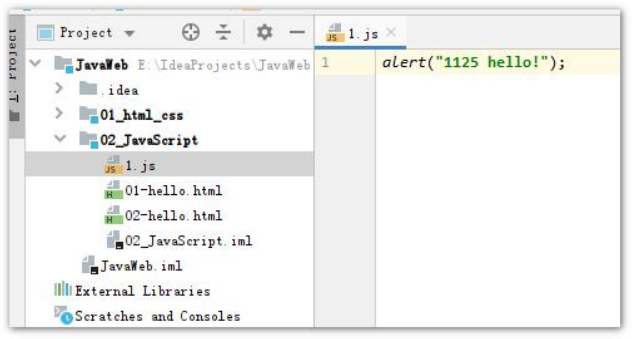 Project
1.js
1: Project
JavaWeb E:\IdeaProjects\JavaWeb
1 alert("1125 hello!");
.idea
01_html_css
02_JavaScript
1.js
01-hello.html
02-hello.html
02_JavaScript.iml
JavaWeb.iml
External Libraries
Scratches and Consoles